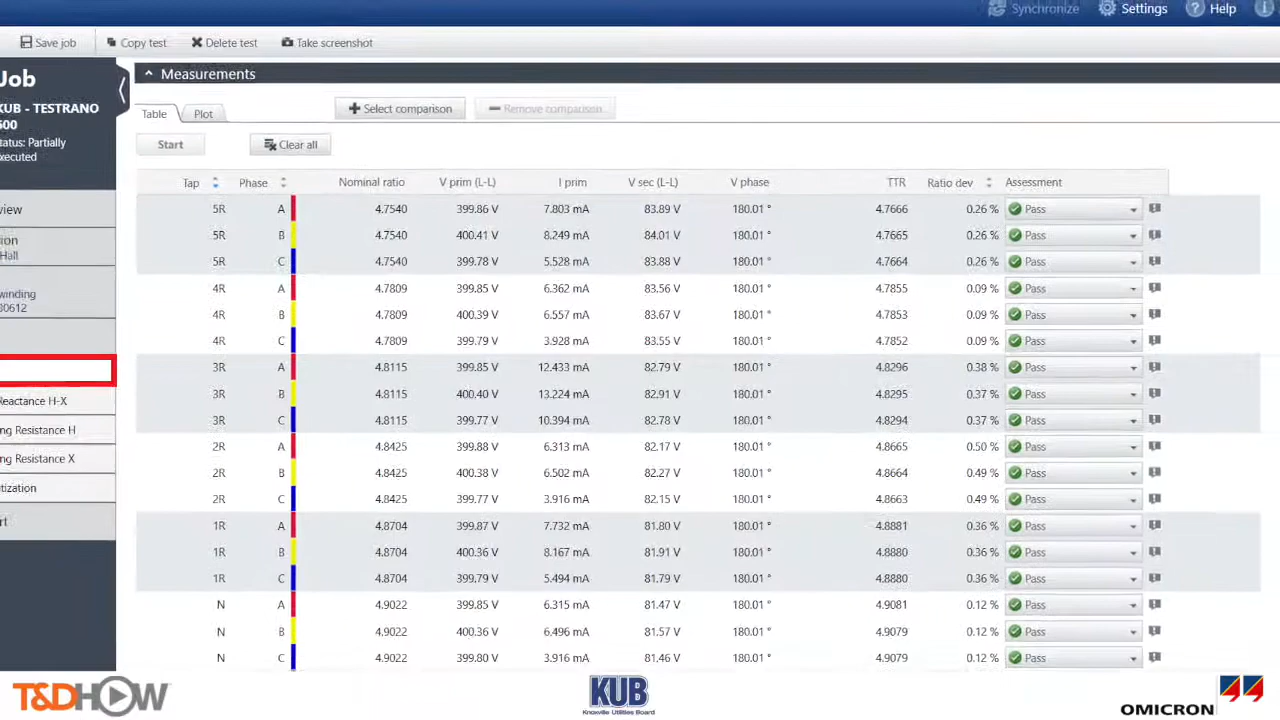 Synchronize Settings Help
Save job Copy test Delete test Take screenshot
Job
KUB - TESTRANO
600
Status: Partially
executed
Measurements
Table Plot Select comparison Remove comparison
Start Clear all
Tap Phase Nominal ratio V prim (L-L) I prim V sec (L-L) V phase TTR Ratio dev Assessment
5R A 4.7540 399.86 V 7.803 mA 83.89 V 180.01 ° 4.7666 0.26 % Pass
5R B 4.7540 400.41 V 8.249 mA 84.01 V 180.01 ° 4.7665 0.26 % Pass
5R C 4.7540 399.78 V 5.528 mA 83.88 V 180.01 ° 4.7664 0.26 % Pass
4R A 4.7809 399.85 V 6.362 mA 83.56 V 180.01 ° 4.7855 0.09 % Pass
4R B 4.7809 400.39 V 6.557 mA 83.67 V 180.01 ° 4.7853 0.09 % Pass
4R C 4.7809 399.79 V 3.928 mA 83.55 V 180.01 ° 4.7852 0.09 % Pass
3R A 4.8115 399.85 V 12.433 mA 82.79 V 180.01 ° 4.8296 0.38 % Pass
3R B 4.8115 400.40 V 13.224 mA 82.91 V 180.01 ° 4.8295 0.37 % Pass
3R C 4.8115 399.77 V 10.394 mA 82.78 V 180.01 ° 4.8294 0.37 % Pass
2R A 4.8425 399.88 V 6.313 mA 82.17 V 180.01 ° 4.8665 0.50 % Pass
2R B 4.8425 400.38 V 6.502 mA 82.27 V 180.01 ° 4.8664 0.49 % Pass
2R C 4.8425 399.77 V 3.916 mA 82.15 V 180.01 ° 4.8663 0.49 % Pass
1R A 4.8704 399.87 V 7.732 mA 81.80 V 180.01 ° 4.8881 0.36 % Pass
1R B 4.8704 400.36 V 8.167 mA 81.91 V 180.01 ° 4.8880 0.36 % Pass
1R C 4.8704 399.79 V 5.494 mA 81.79 V 180.01 ° 4.8880 0.36 % Pass
N A 4.9022 399.85 V 6.315 mA 81.47 V 180.01 ° 4.9081 0.12 % Pass
N B 4.9022 400.36 V 6.496 mA 81.57 V 180.01 ° 4.9079 0.12 % Pass
N C 4.9022 399.80 V 3.916 mA 81.46 V 180.01 ° 4.9079 0.12 % Pass
view
ion
Hall
winding
00612
Reactance H-X
ng Resistance H
ng Resistance X
tization
rt
T&DHOW
KUB
Knoxville Utilities Board
OMICRON